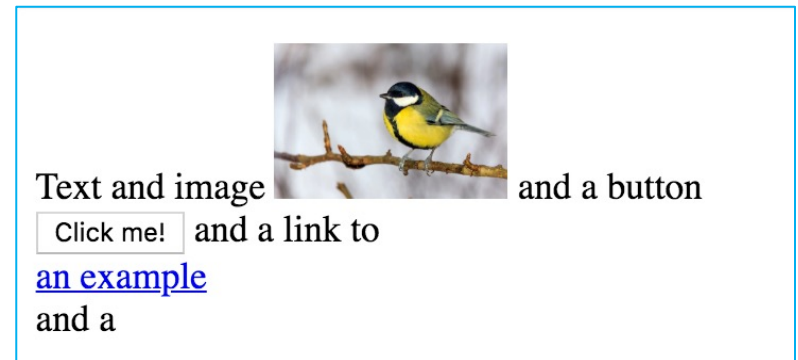 Text and image and a button
Click me! and a link to
an example
and a